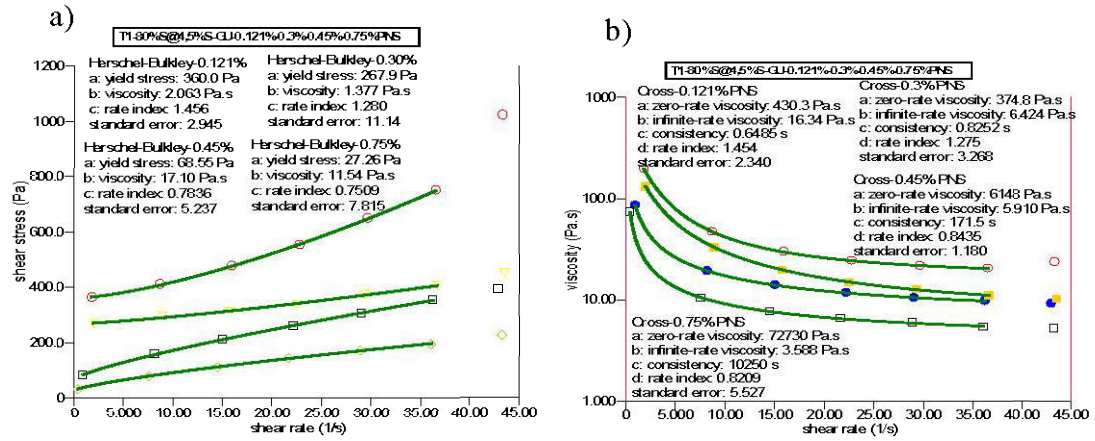 a)
T1-80%S@4,5%S-GU-0.121%-0.3%-0.45%-0.75%PNS
Herschel-Bulkley-0.121%
a: yield stress: 360.0 Pa
b: viscosity: 2.063 Pa.s
c: rate index: 1.456
standard error: 2.945
Herschel-Bulkley-0.30%
a: yield stress: 267.9 Pa
b: viscosity: 1.377 Pa.s
c: rate index: 1.280
standard error: 11.14
Herschel-Bulkley-0.45%
a: yield stress: 68.55 Pa
b: viscosity: 17.10 Pa.s
c: rate index: 0.7836
standard error: 5.237
Herschel-Bulkley-0.75%
a: yield stress: 27.26 Pa
b: viscosity: 11.54 Pa.s
c: rate index: 0.7509
standard error: 7.815
1200
1000
800.0
600.0
400.0
200.0
0
shear stress (Pa)
0 5.000 10.00 15.00 20.00 25.00 30.00 35.00 40.00 45.00
shear rate (1/s)
b)
T1-80%S@4,5%S-GU-0.121%-0.3%-0.45%-0.75%PNS
Cross-0.121%PNS
a: zero-rate viscosity: 430.3 Pa.s
b: infinite-rate viscosity: 16.34 Pa.s
c: consistency: 0.6485 s
d: rate index: 1.454
standard error: 2.340
Cross-0.3%PNS
a: zero-rate viscosity: 374.8 Pa.s
b: infinite-rate viscosity: 6.424 Pa.s
c: consistency: 0.8252 s
d: rate index: 1.275
standard error: 3.268
Cross-0.45%PNS
a: zero-rate viscosity: 6148 Pa.s
b: infinite-rate viscosity: 5.910 Pa.s
c: consistency: 171.5 s
d: rate index: 0.8435
standard error: 1.180
Cross-0.75%PNS
a: zero-rate viscosity: 72730 Pa.s
b: infinite-rate viscosity: 3.588 Pa.s
c: consistency: 10250 s
d: rate index: 0.8209
standard error: 5.527
1000
100.0
10.00
1.000
viscosity (Pa.s)
0 5.000 10.00 15.00 20.00 25.00 30.00 35.00 40.00 45.00
shear rate (1/s)